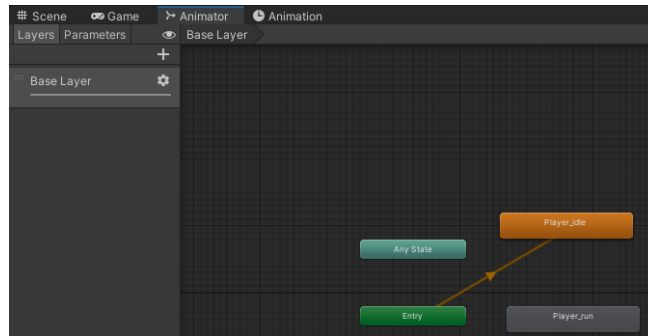 Scene Game Animator Animation
Layers Parameters Base Layer
Base Layer
Player_idle
Any State
Entry
Player_run